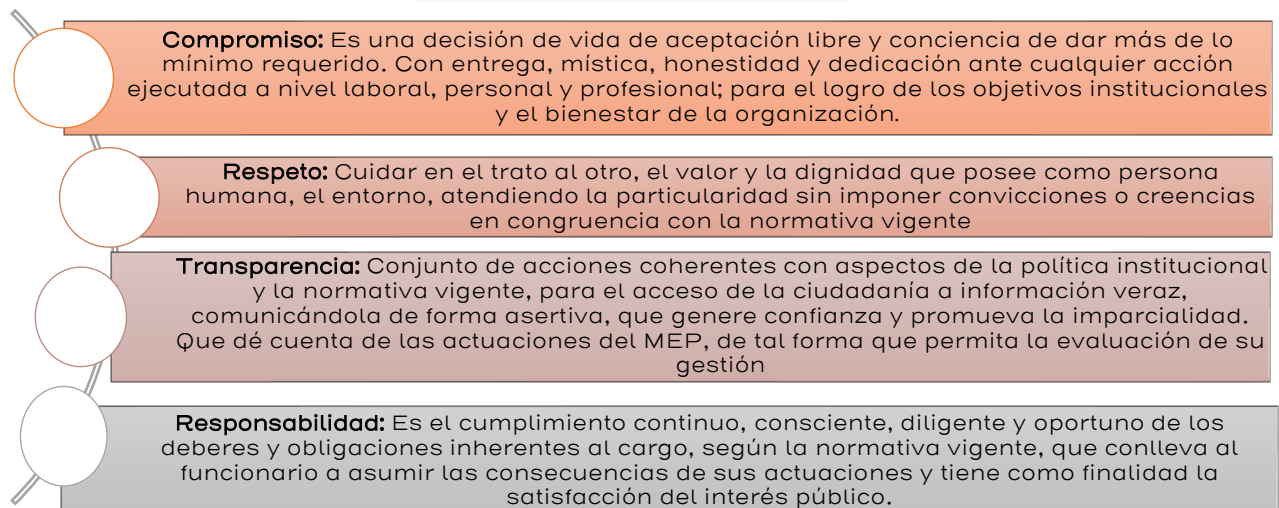 Compromiso: Es una decisión de vida de aceptación libre y conciencia de dar más de lo
mínimo requerido. Con entrega, mística, honestidad y dedicación ante cualquier acción
ejecutada a nivel laboral, personal y profesional; para el logro de los objetivos institucionales
y el bienestar de la organización.
Respeto: Cuidar en el trato al otro, el valor y la dignidad que posee como persona
humana, el entorno, atendiendo la particularidad sin imponer convicciones o creencias
en congruencia con la normativa vigente
Transparencia: Conjunto de acciones coherentes con aspectos de la política institucional
y la normativa vigente, para el acceso de la ciudadanía a información veraz,
comunicándola de forma asertiva, que genere confianza y promueva la imparcialidad.
Que dé cuenta de las actuaciones del MEP, de tal forma que permita la evaluación de su
gestión
Responsabilidad: Es el cumplimiento continuo, consciente, diligente y oportuno de los
deberes y obligaciones inherentes al cargo, según la normativa vigente, que conlleva al
funcionario a asumir las consecuencias de sus actuaciones y tiene como finalidad la
satisfacción del interés público.